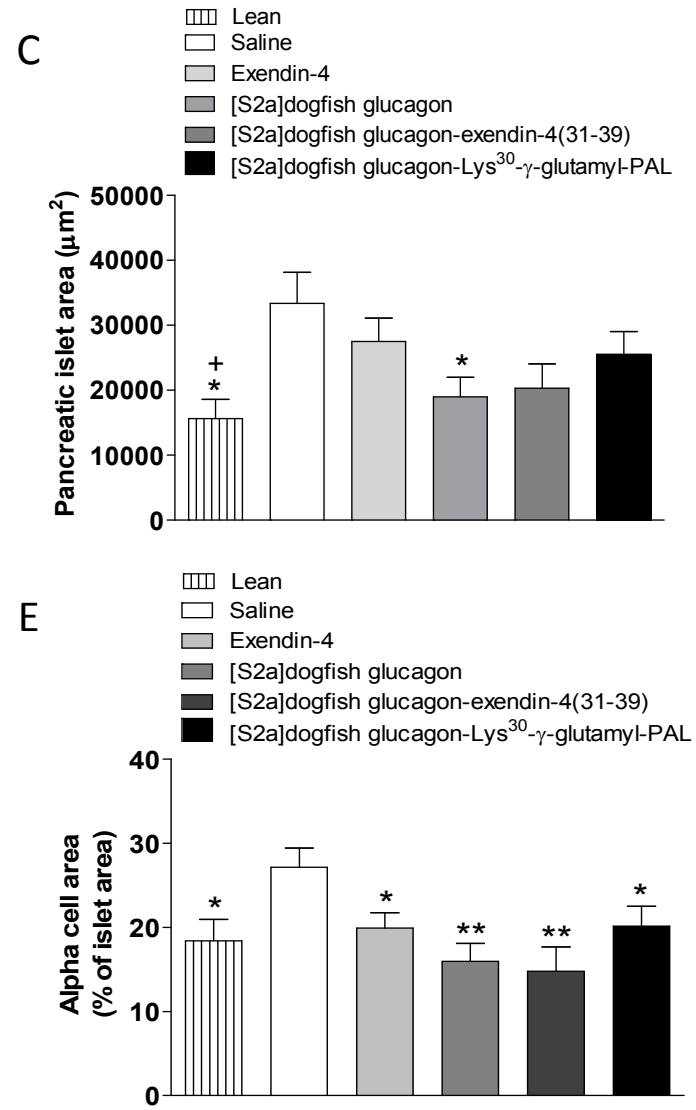 C
Lean
Saline
Exendin-4
[S2a]dogfish glucagon
[S2a]dogfish glucagon-exendin-4(31-39)
[S2a]dogfish glucagon-Lys³⁰-γ-glutamyl-PAL
Pancreatic islet area (μm²)
50000
40000
30000
20000
10000
0
+
*
*
E
Lean
Saline
Exendin-4
[S2a]dogfish glucagon
[S2a]dogfish glucagon-exendin-4(31-39)
[S2a]dogfish glucagon-Lys³⁰-γ-glutamyl-PAL
Alpha cell area
(% of islet area)
40
30
20
10
0
*
*
**
**
*